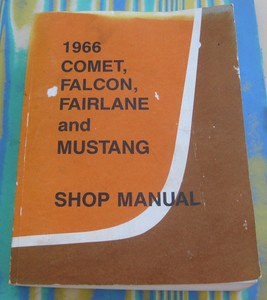 1966
COMET,
FALCON,
FAIRLANE
and
MUSTANG
SHOP MANUAL